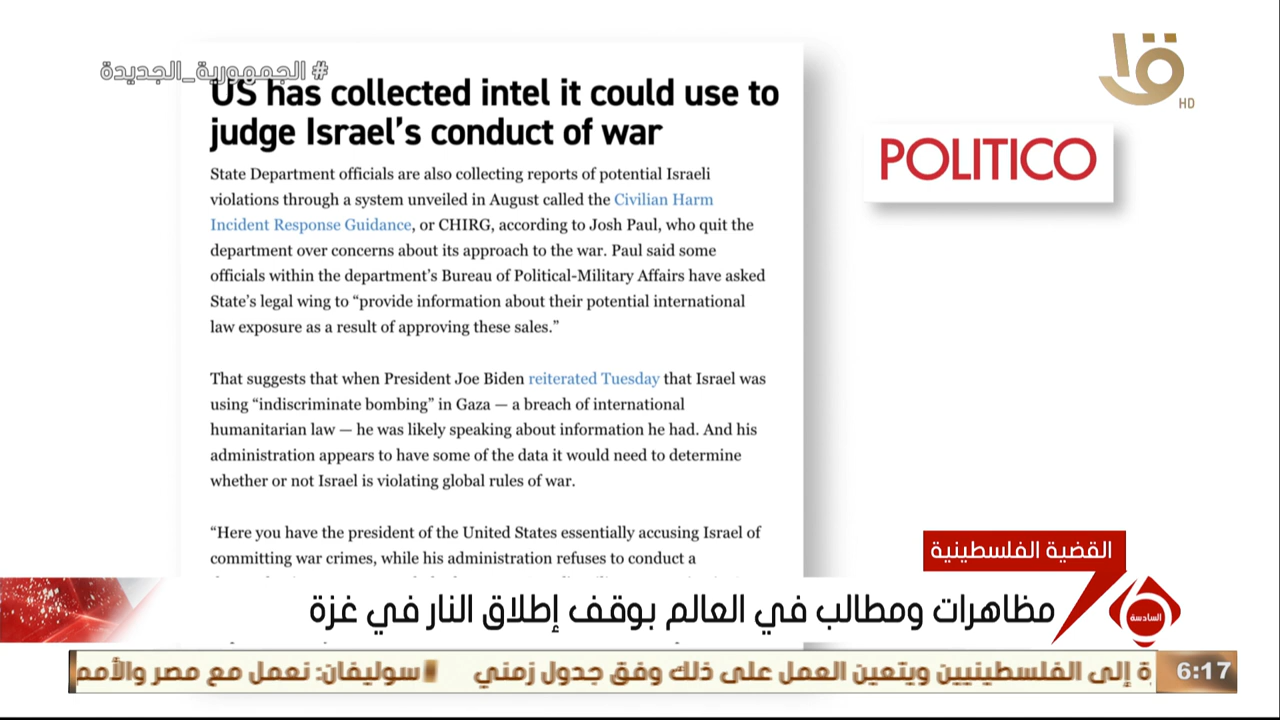 #الجمهورية_الجديدة
HD
US has collected intel it could use to
judge Israel’s conduct of war
POLITICO
State Department officials are also collecting reports of potential Israeli
violations through a system unveiled in August called the Civilian Harm
Incident Response Guidance, or CHIRG, according to Josh Paul, who quit the
department over concerns about its approach to the war. Paul said some
officials within the department’s Bureau of Political-Military Affairs have asked
State’s legal wing to “provide information about their potential international
law exposure as a result of approving these sales.”
That suggests that when President Joe Biden reiterated Tuesday that Israel was
using “indiscriminate bombing” in Gaza — a breach of international
humanitarian law — he was likely speaking about information he had. And his
administration appears to have some of the data it would need to determine
whether or not Israel is violating global rules of war.
“Here you have the president of the United States essentially accusing Israel of
committing war crimes, while his administration refuses to conduct a
القضية الفلسطينية
مظاهرات ومطالب في العالم بوقف إطلاق النار في غزة
السادسة
ة إلى الفلسطينيين ويتعين العمل على ذلك وفق جدول زمني سوليفان: نعمل مع مصر والأمم
6:17